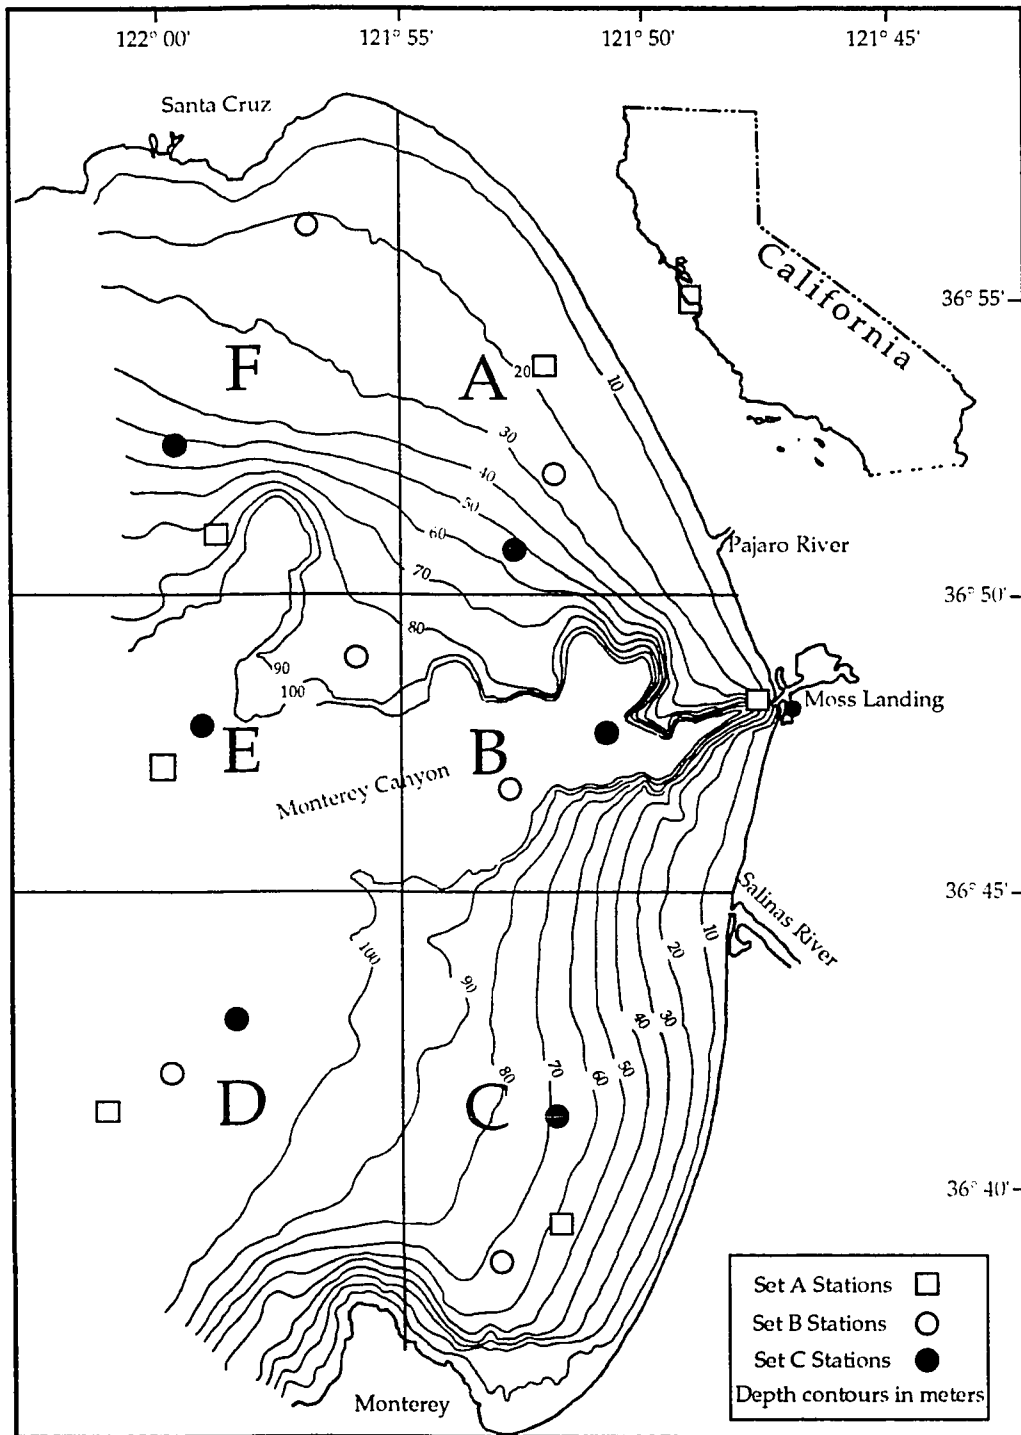 122° 00'
121° 55'
121° 50'
121° 45'
Santa Cruz
California
36° 55'
F
A
20
10
30
40
50
60
70
Pajaro River
36° 50'
80
90
100
Moss Landing
E
B
Monterey Canyon
36° 45'
Salinas River
100
90
80
70
60
50
40
30
20
10
D
C
36° 40'
Set A Stations
Set B Stations
Set C Stations
Depth contours in meters
Monterey